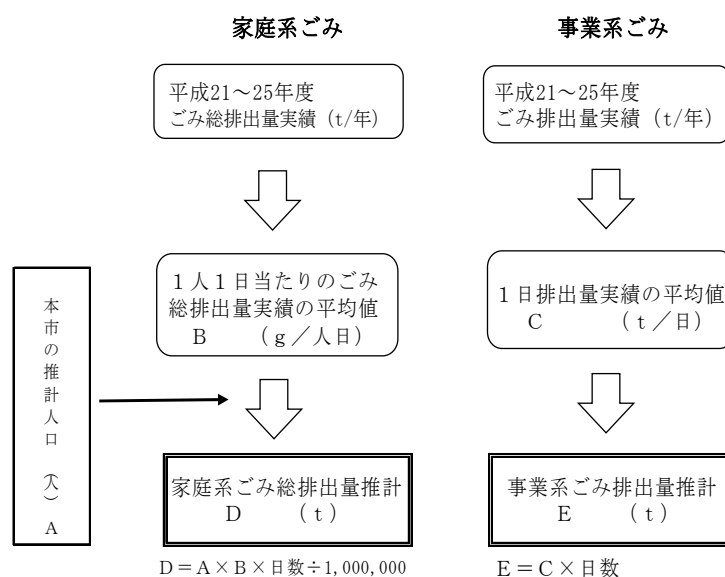 家庭系ごみ
平成21～25年度
ごみ総排出量実績（t/年）
１人１日当たりのごみ
総排出量実績の平均値
B　（ｇ／人日）
本市の推計人口（人）A
家庭系ごみ総排出量推計
D　（ｔ）
D＝A×B×日数÷1,000,000
事業系ごみ
平成21～25年度
ごみ排出量実績（t/年）
１日排出量実績の平均値
C　（ｔ／日）
事業系ごみ排出量推計
E　（ｔ）
E＝C×日数